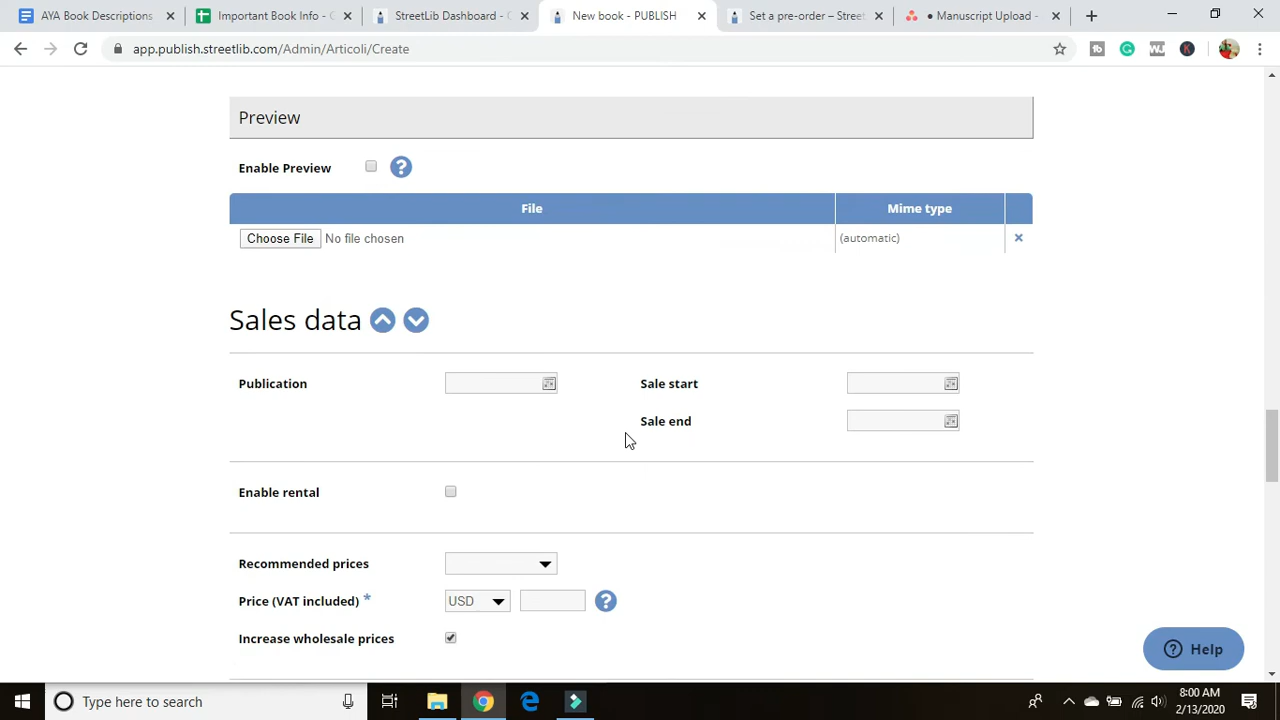 AYA Book Descriptions
Important Book Info - G
StreetLib Dashboard - G
New book - PUBLISH
Set a pre-order – Street
● Manuscript Upload -
app.publish.streetlib.com/Admin/Articoli/Create
Preview
Enable Preview
?
File
Mime type
Choose File No file chosen
(automatic)
Sales data
Publication
Sale start
Sale end
Enable rental
Recommended prices
Price (VAT included) *
USD
?
Increase wholesale prices
? Help
Type here to search
8:00 AM
2/13/2020